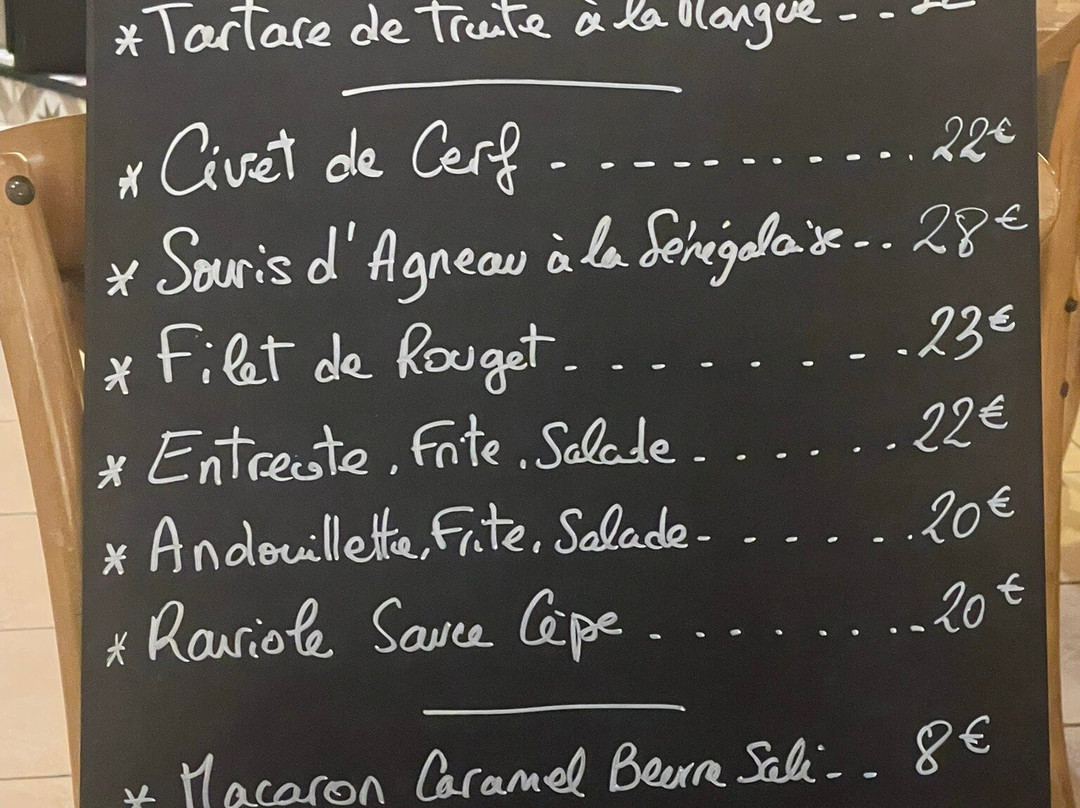 * Tartare de Truite à la Mangue - -
* Civet de Cerf - - - - - - - - - - . 22€
* Souris d'Agneau à la Sénégalaise - . . 28€
* Filet de Rouget . - - - - - - - . 23€
* Entrecote, Frite, Salade - - - - - . 22€
* Andouillette, Frite, Salade - - - - - . . 20€
* Raviole Sauce Cèpe . - - - - - - . - 20€
* Macaron Caramel Beurre Salé - - - 8€